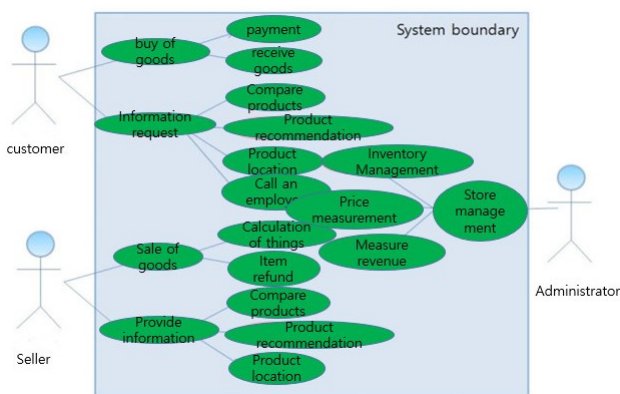 System boundary
payment
buy of
goods
receive
goods
customer
Information
request
Compare
products
Product
recommendation
Product
location
Call an
Inventory
Management
Price
measurement
Store
manage
ment
Measure
revenue
Administrator
Seller
Sale of
goods
Calculation
of things
Item
refund
Provide
information
Compare
products
Product
recommendation
Product
location